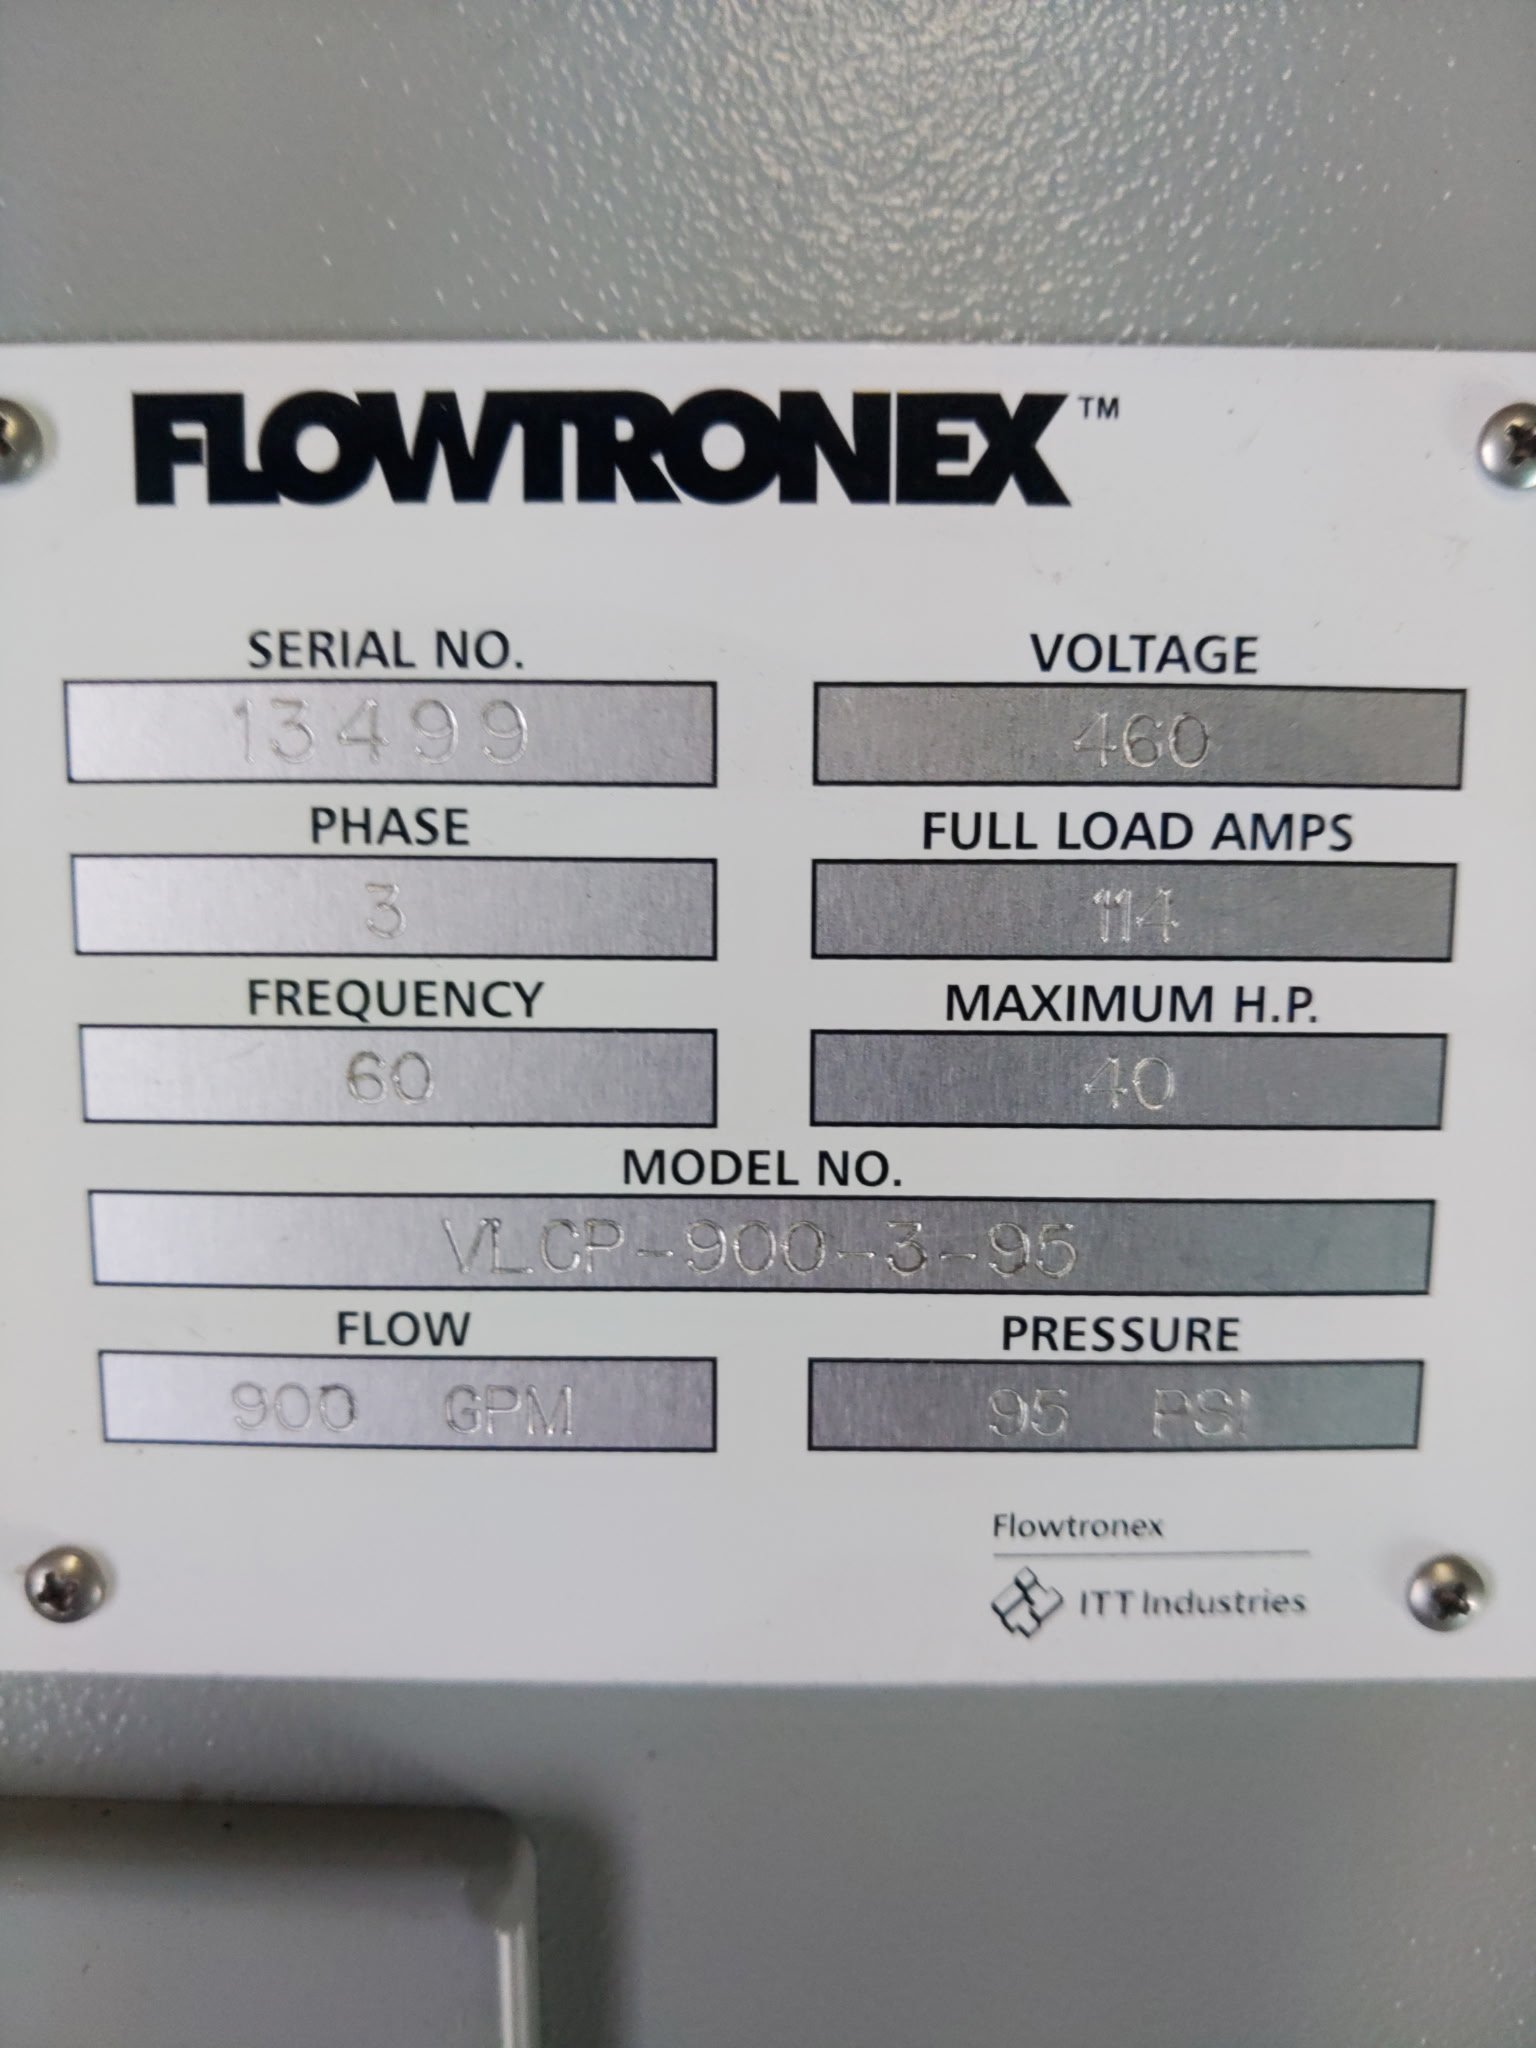 FLOWTRONEX™
SERIAL NO. VOLTAGE
13499 460
PHASE FULL LOAD AMPS
3 114
FREQUENCY MAXIMUM H.P.
60 40
MODEL NO.
VLCP-900-3-95
FLOW PRESSURE
900 GPM 95 PSI
Flowtronex
ITT Industries